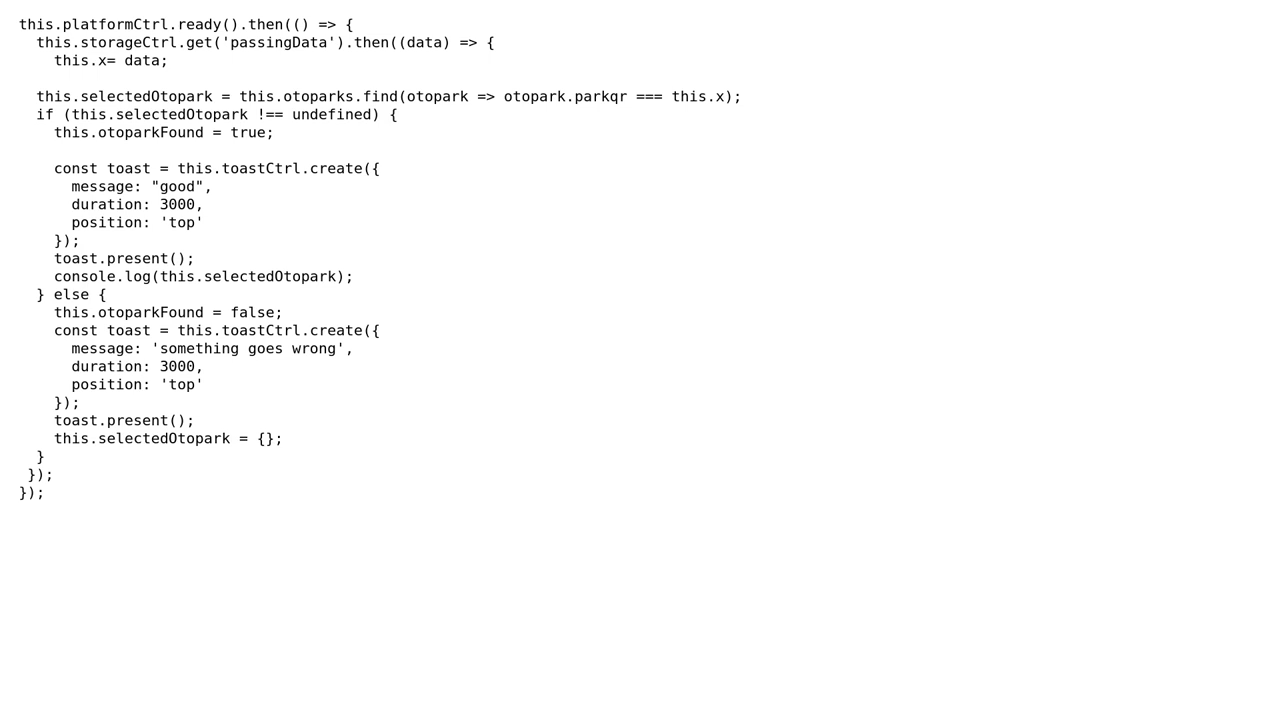 this.platformCtrl.ready().then(() => {
  this.storageCtrl.get('passingData').then((data) => {
    this.x= data;

  this.selectedOtopark = this.otoparks.find(otopark => otopark.parkqr === this.x);
  if (this.selectedOtopark !== undefined) {
    this.otoparkFound = true;

    const toast = this.toastCtrl.create({
      message: "good",
      duration: 3000,
      position: 'top'
    });
    toast.present();
    console.log(this.selectedOtopark);
  } else {
    this.otoparkFound = false;
    const toast = this.toastCtrl.create({
      message: 'something goes wrong',
      duration: 3000,
      position: 'top'
    });
    toast.present();
    this.selectedOtopark = {};
  }
 });
});